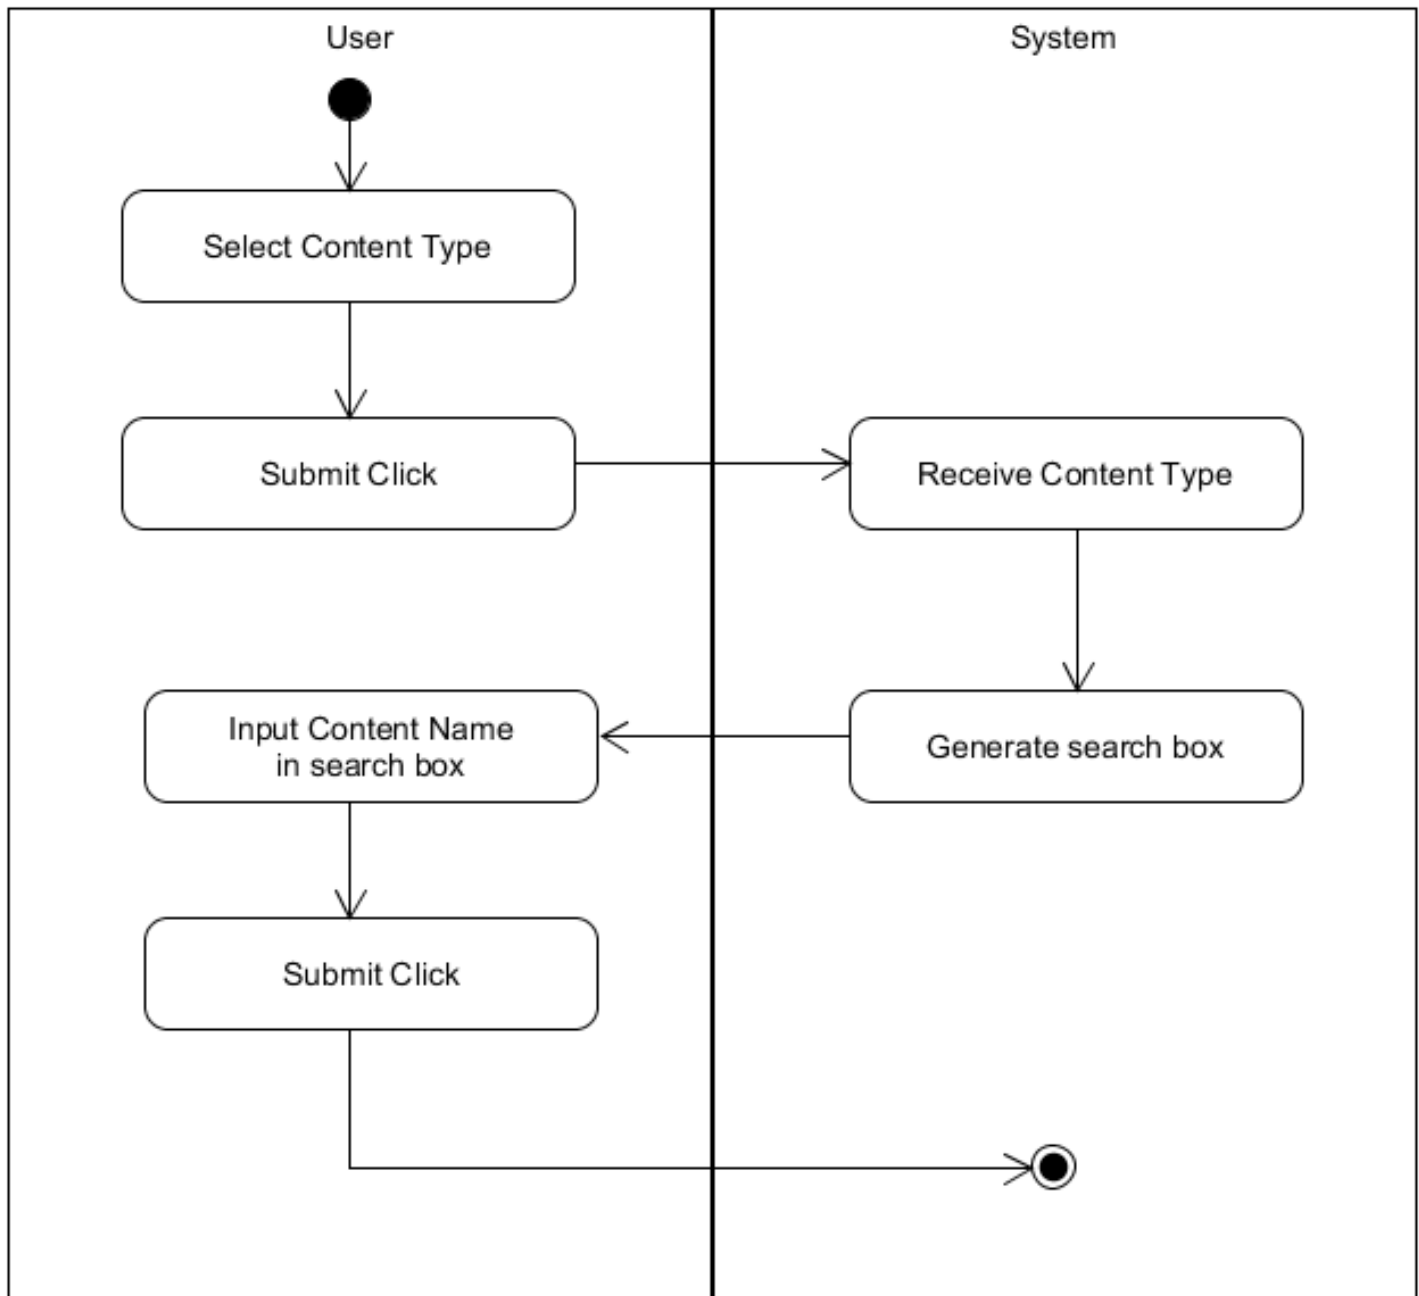 User
System
Select Content Type
Submit Click
Receive Content Type
Input Content Name
in search box
Generate search box
Submit Click